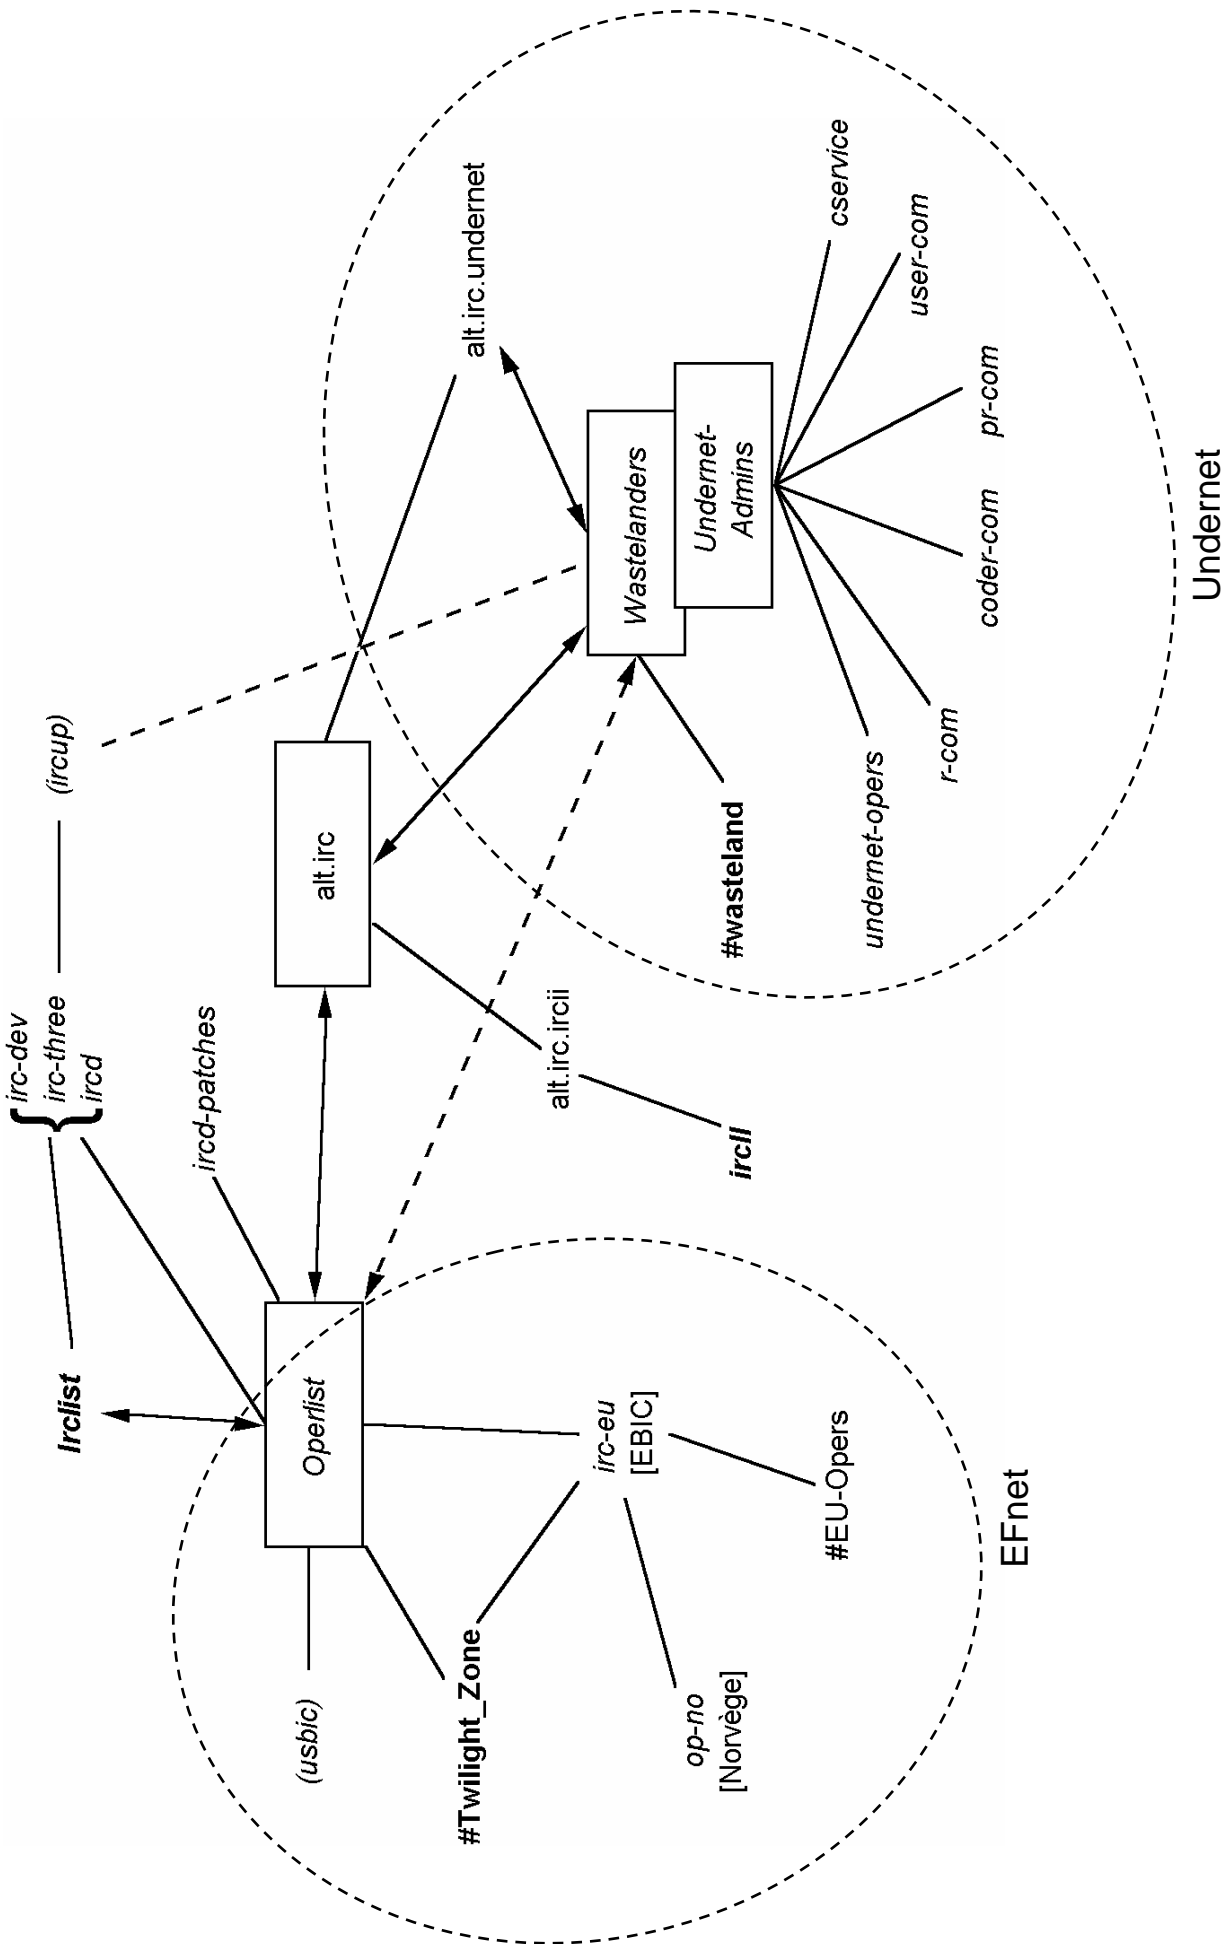 irc-dev
irc-three
ircd
(ircup)
Irclist
ircd-patches
alt.irc
alt.irc.undernet
Operlist
(usbic)
#Twilight_Zone
irc-eu
[EBIC]
op-no
[Norvège]
#EU-Opers
EFnet
alt.irc.ircii
ircII
Wastelanders
Undernet-
Admins
#wasteland
undernet-opers
r-com
coder-com
pr-com
user-com
cservice
Undernet